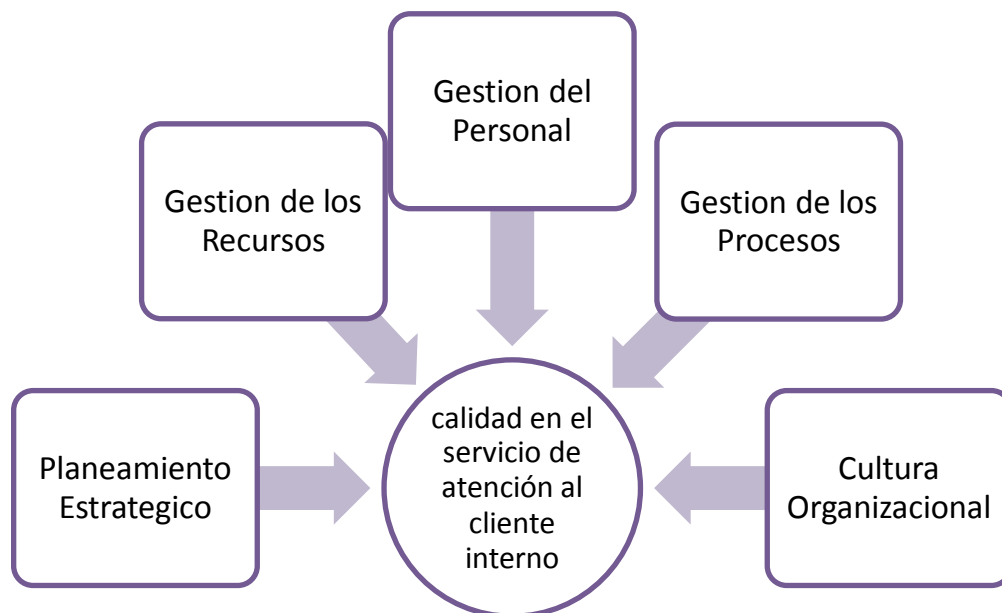 Gestion del
Personal
Gestion de los
Recursos
Gestion de los
Procesos
Planeamiento
Estrategico
calidad en el
servicio de
atención al
cliente
interno
Cultura
Organizacional